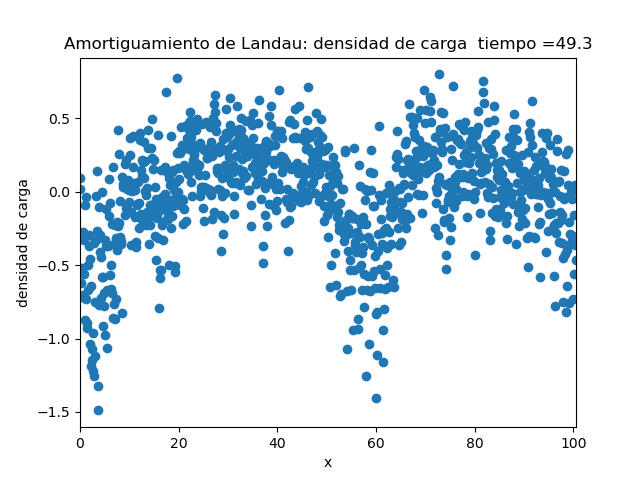 Amortiguamiento de Landau: densidad de carga  tiempo =49.3
densidad de carga
0.5
0.0
−0.5
−1.0
−1.5
0 20 40 60 80 100
x